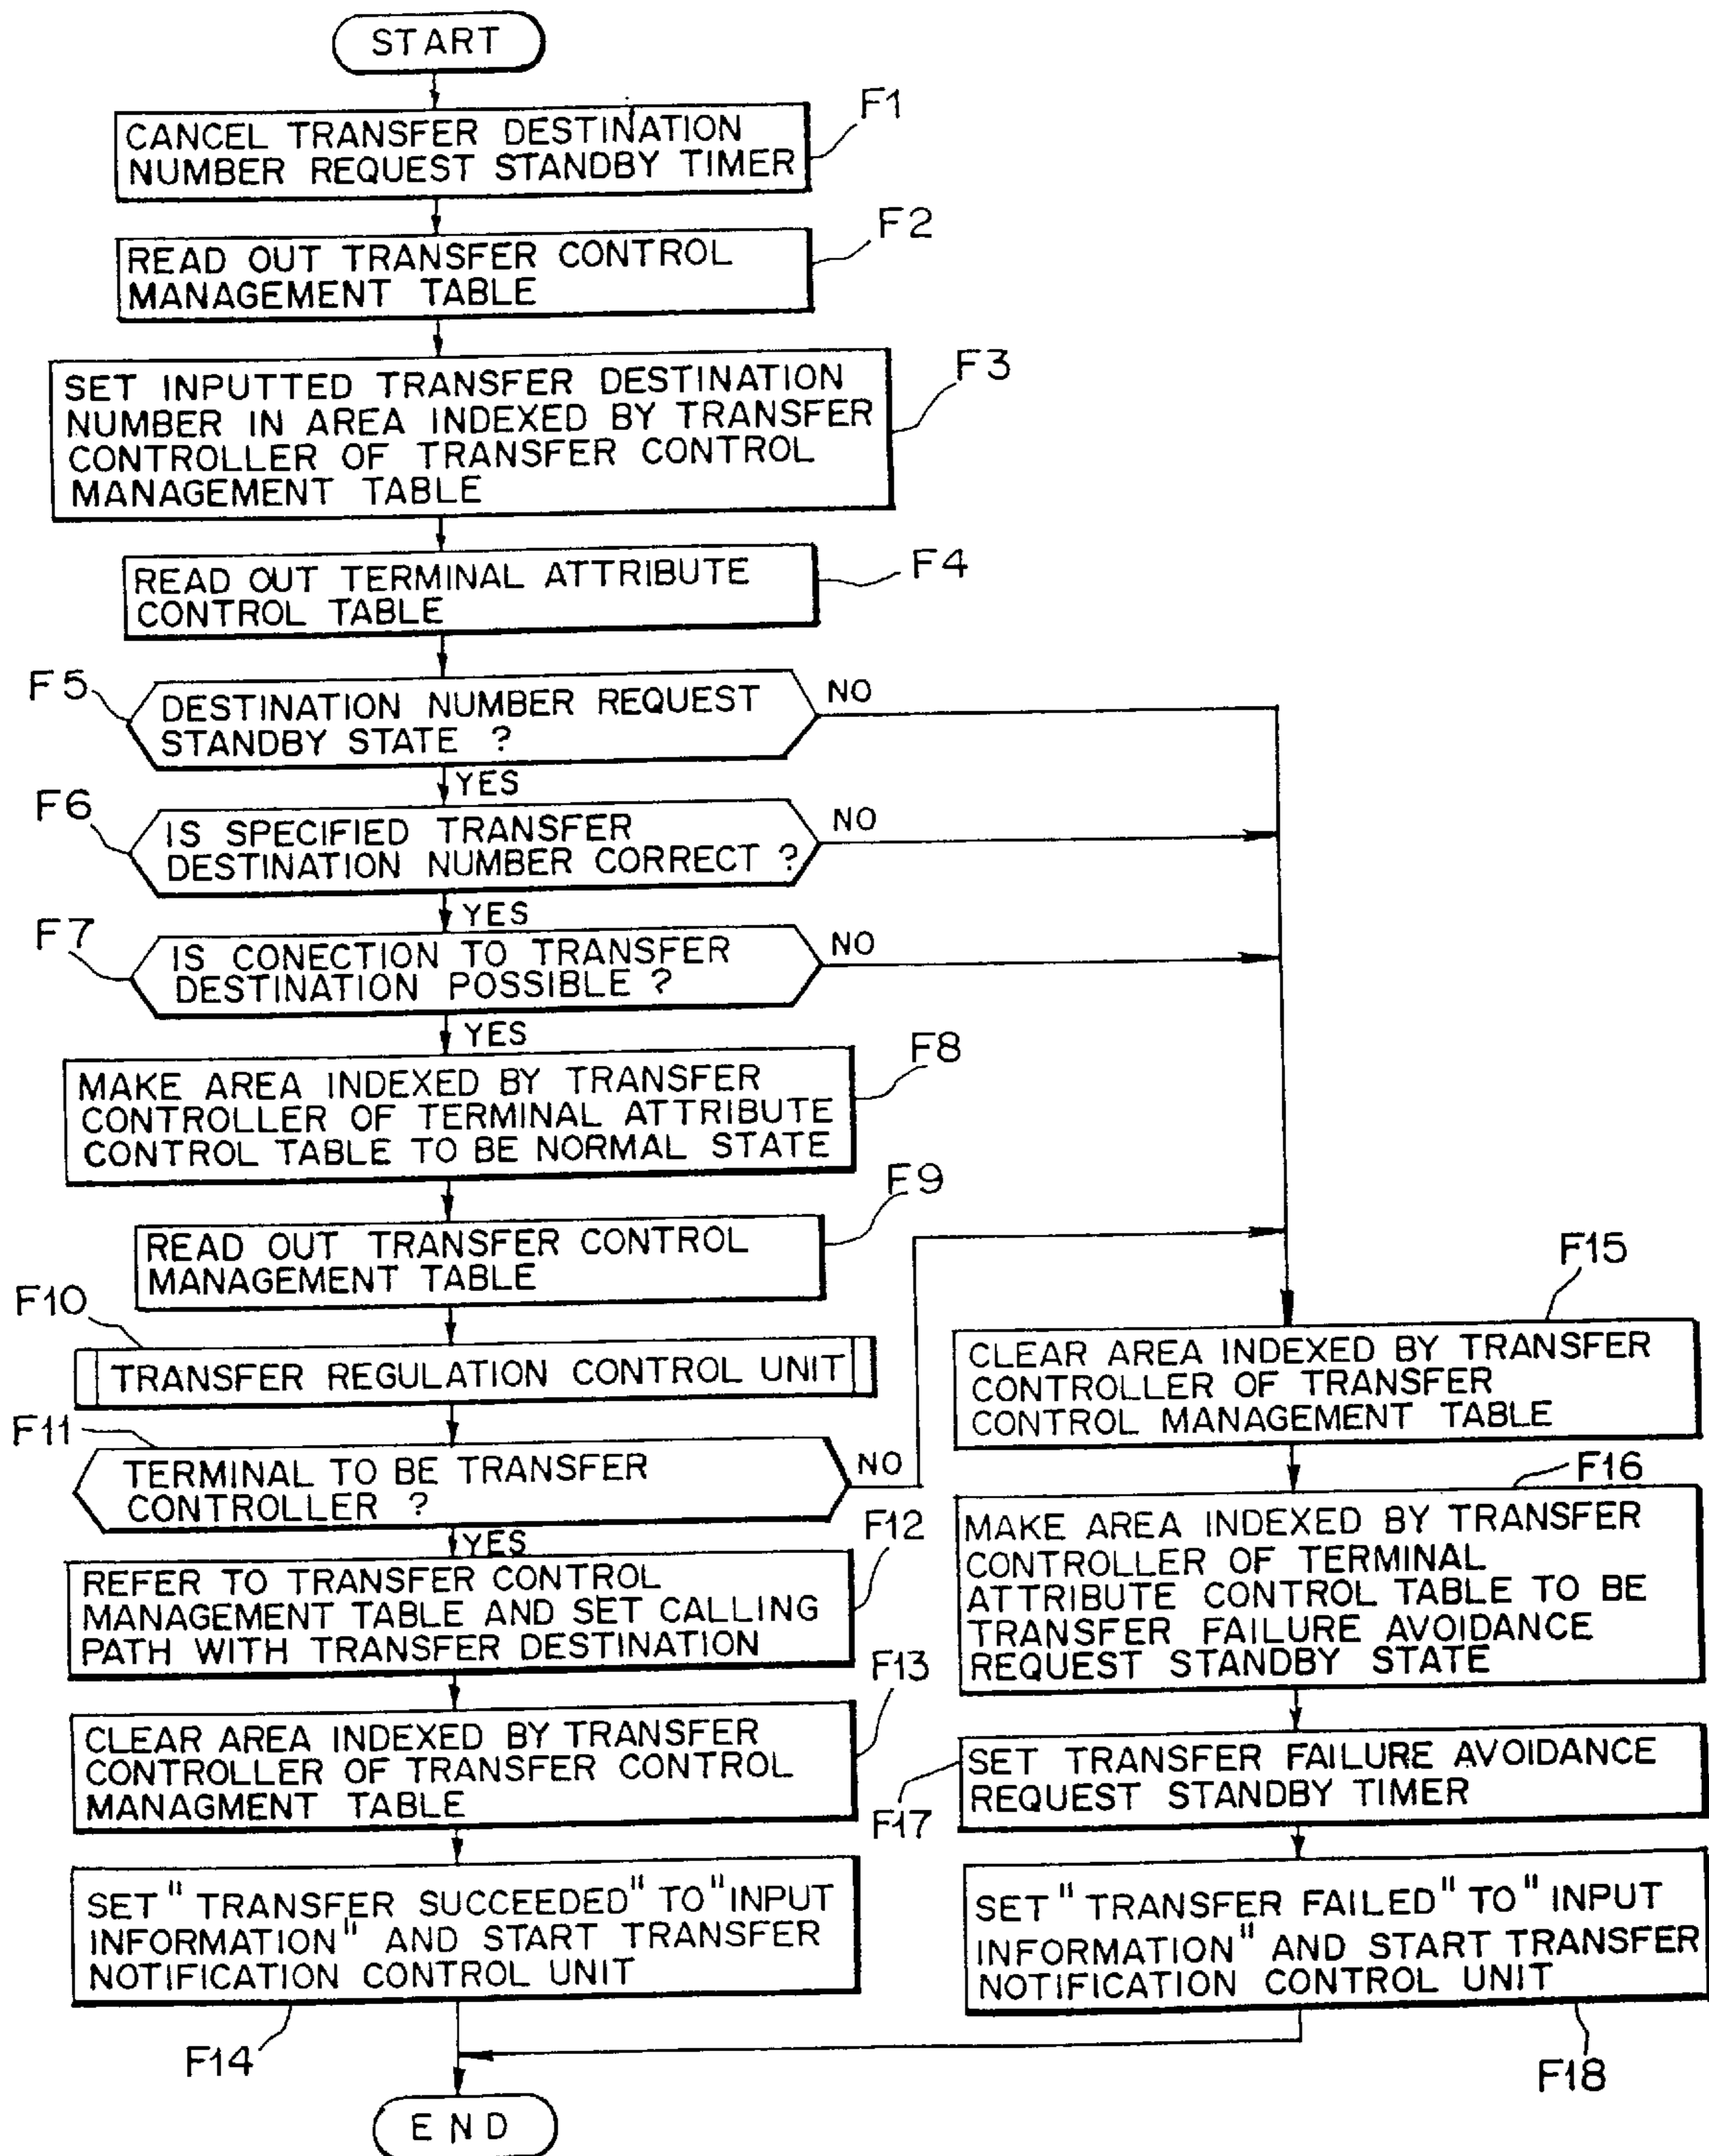 START
CANCEL TRANSFER DESTINATION
NUMBER REQUEST STANDBY TIMER
F1
READ OUT TRANSFER CONTROL
MANAGEMENT TABLE
F2
SET INPUTTED TRANSFER DESTINATION
NUMBER IN AREA INDEXED BY TRANSFER
CONTROLLER OF TRANSFER CONTROL
MANAGEMENT TABLE
F3
READ OUT TERMINAL ATTRIBUTE
CONTROL TABLE
F4
F5
DESTINATION NUMBER REQUEST
STANDBY STATE ?
NO
YES
F6
IS SPECIFIED TRANSFER
DESTINATION NUMBER CORRECT ?
NO
YES
F7
IS CONECTION TO TRANSFER
DESTINATION POSSIBLE ?
NO
YES
MAKE AREA INDEXED BY TRANSFER
CONTROLLER OF TERMINAL ATTRIBUTE
CONTROL TABLE TO BE NORMAL STATE
F8
READ OUT TRANSFER CONTROL
MANAGEMENT TABLE
F9
F10
TRANSFER REGULATION CONTROL UNIT
F11
TERMINAL TO BE TRANSFER
CONTROLLER ?
NO
YES
REFER TO TRANSFER CONTROL
MANAGEMENT TABLE AND SET CALLING
PATH WITH TRANSFER DESTINATION
F12
CLEAR AREA INDEXED BY TRANSFER
CONTROLLER OF TRANSFER CONTROL
MANAGMENT TABLE
F13
SET "TRANSFER SUCCEEDED" TO "INPUT
INFORMATION" AND START TRANSFER
NOTIFICATION CONTROL UNIT
F14
F15
CLEAR AREA INDEXED BY TRANSFER
CONTROLLER OF TRANSFER
CONTROL MANAGEMENT TABLE
F16
MAKE AREA INDEXED BY TRANSFER
CONTROLLER OF TERMINAL
ATTRIBUTE CONTROL TABLE TO BE
TRANSFER FAILURE AVOIDANCE
REQUEST STANDBY STATE
SET TRANSFER FAILURE AVOIDANCE
REQUEST STANDBY TIMER
F17
SET "TRANSFER FAILED" TO "INPUT
INFORMATION" AND START TRANSFER
NOTIFICATION CONTROL UNIT
F18
END